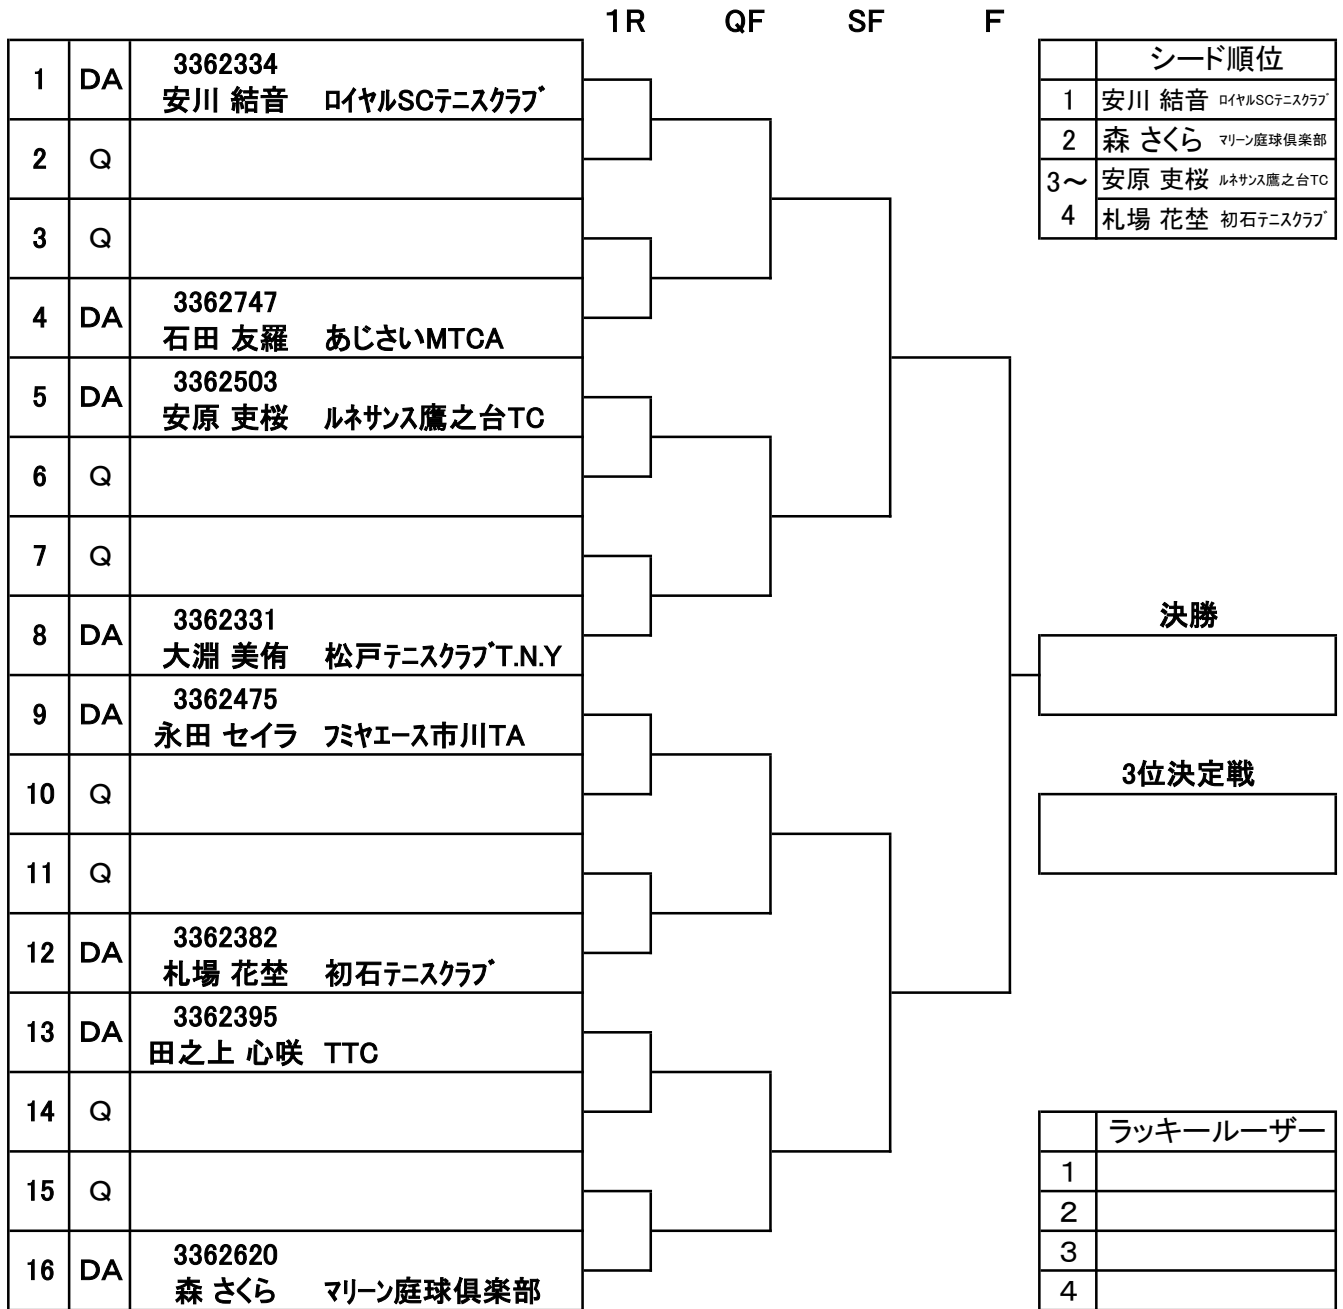 1R QF SF F
1 DA 3362334
安川 結音 ロイヤルSCテニスクラブ
2 Q
3 Q
4 DA 3362747
石田 友羅 あじさいMTCA
5 DA 3362503
安原 吏桜 ルネサンス鷹之台TC
6 Q
7 Q
8 DA 3362331
大淵 美侑 松戸テニスクラブT.N.Y
9 DA 3362475
永田 セイラ フミヤエース市川TA
10 Q
11 Q
12 DA 3362382
札場 花埜 初石テニスクラブ
13 DA 3362395
田之上 心咲 TTC
14 Q
15 Q
16 DA 3362620
森 さくら マリーン庭球倶楽部
シード順位
1 安川 結音 ロイヤルSCテニスクラブ
2 森 さくら マリーン庭球倶楽部
3～ 安原 吏桜 ルネサンス鷹之台TC
4 札場 花埜 初石テニスクラブ
決勝
3位決定戦
ラッキールーザー
1
2
3
4